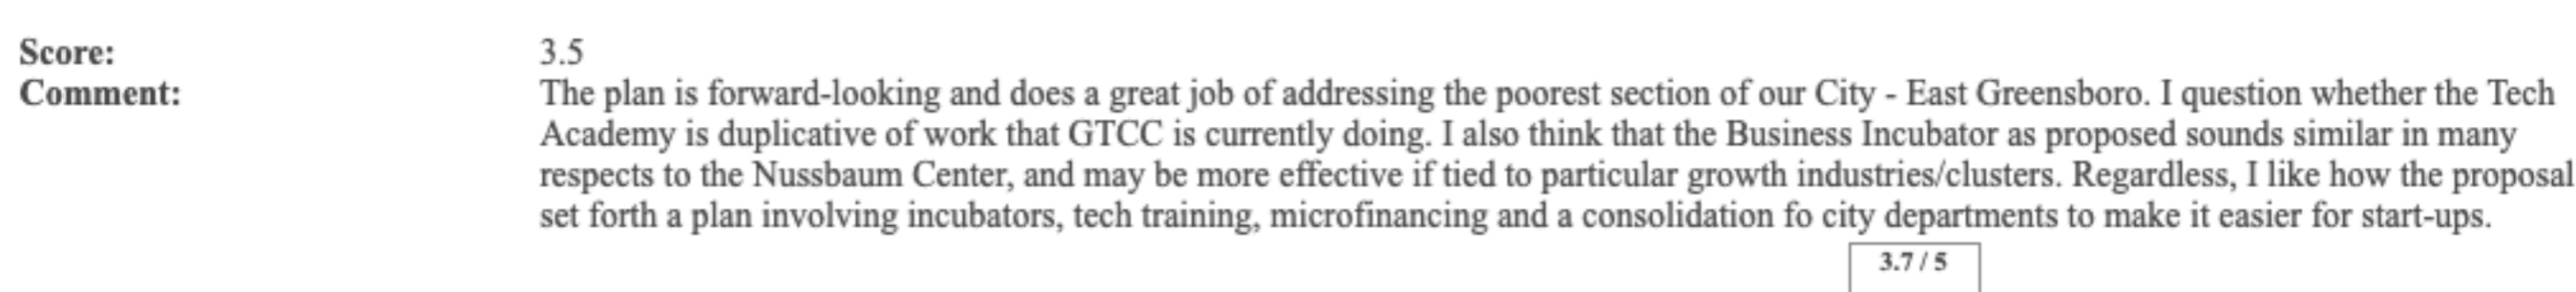 Score: 3.5
Comment: The plan is forward-looking and does a great job of addressing the poorest section of our City - East Greensboro. I question whether the Tech
Academy is duplicative of work that GTCC is currently doing. I also think that the Business Incubator as proposed sounds similar in many
respects to the Nussbaum Center, and may be more effective if tied to particular growth industries/clusters. Regardless, I like how the proposal
set forth a plan involving incubators, tech training, microfinancing and a consolidation fo city departments to make it easier for start-ups.
3.7 / 5